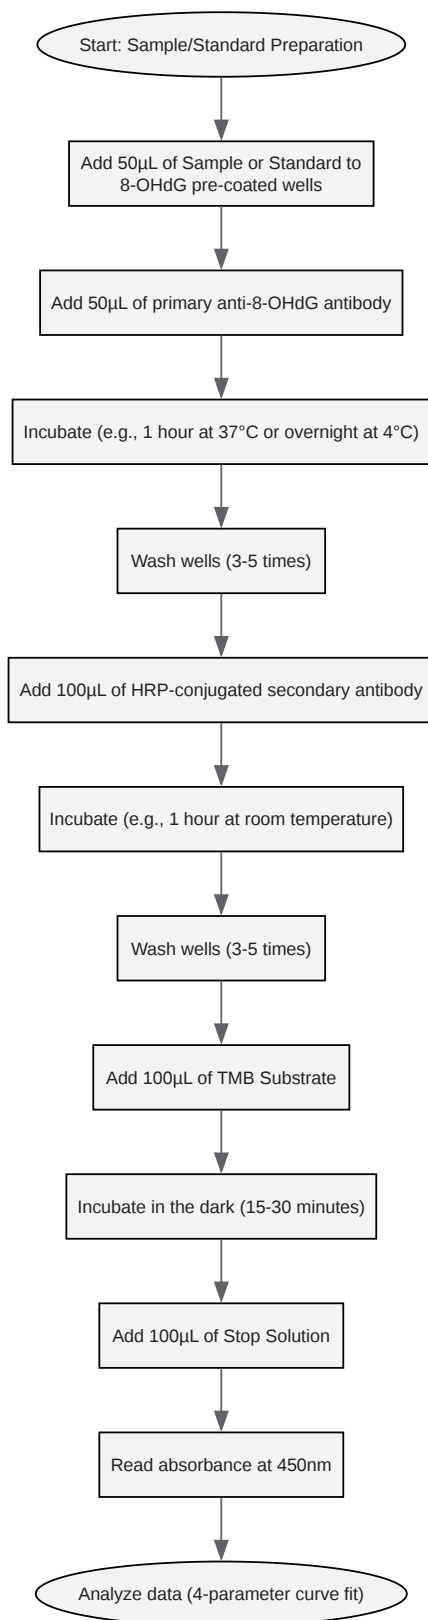 Start: Sample/Standard Preparation
Add 50µL of Sample or Standard to
8-OHdG pre-coated wells
Add 50µL of primary anti-8-OHdG antibody
Incubate (e.g., 1 hour at 37°C or overnight at 4°C)
Wash wells (3-5 times)
Add 100µL of HRP-conjugated secondary antibody
Incubate (e.g., 1 hour at room temperature)
Wash wells (3-5 times)
Add 100µL of TMB Substrate
Incubate in the dark (15-30 minutes)
Add 100µL of Stop Solution
Read absorbance at 450nm
Analyze data (4-parameter curve fit)